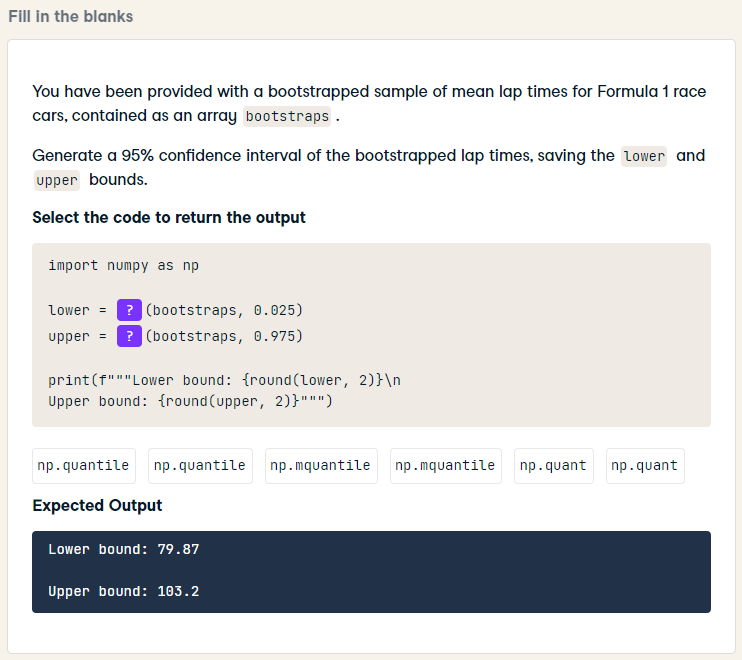 Fill in the blanks
You have been provided with a bootstrapped sample of mean lap times for Formula 1 race
cars, contained as an array bootstraps .
Generate a 95% confidence interval of the bootstrapped lap times, saving the lower and
upper bounds.
Select the code to return the output
import numpy as np
lower = ? (bootstraps, 0.025)
upper = ? (bootstraps, 0.975)
print(f"""Lower bound: {round(lower, 2)}\n
Upper bound: {round(upper, 2)}""")
np.quantile np.quantile np.mquantile np.mquantile np.quant np.quant
Expected Output
Lower bound: 79.87
Upper bound: 103.2